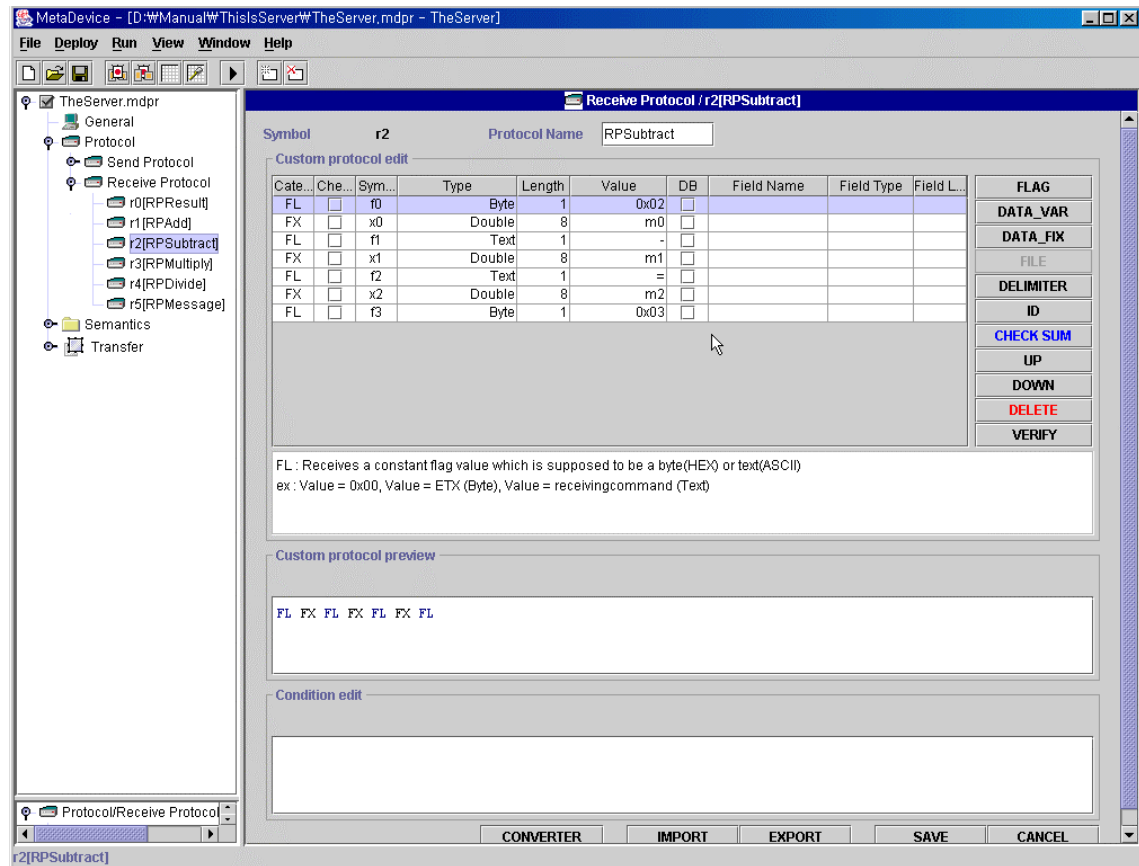 MetaDevice - [D:\Manual\ThisIsServer\TheServer.mdpr - TheServer]
File Deploy Run View Window Help
TheServer.mdpr
General
Protocol
Send Protocol
Receive Protocol
r0[RPResult]
r1[RPAdd]
r2[RPSubtract]
r3[RPMultiply]
r4[RPDivide]
r5[RPMessage]
Semantics
Transfer
Protocol/Receive Protocol
Receive Protocol / r2[RPSubtract]
Symbol r2 Protocol Name RPSubtract
Custom protocol edit
Cate... Che... Sym... Type Length Value DB Field Name Field Type Field L...
FL f0 Byte 1 0x02
FX x0 Double 8 m0
FL f1 Text 1 -
FX x1 Double 8 m1
FL f2 Text 1 =
FX x2 Double 8 m2
FL f3 Byte 1 0x03
FLAG
DATA_VAR
DATA_FIX
FILE
DELIMITER
ID
CHECK SUM
UP
DOWN
DELETE
VERIFY
FL : Receives a constant flag value which is supposed to be a byte(HEX) or text(ASCII)
ex : Value = 0x00, Value = ETX (Byte), Value = receivingcommand (Text)
Custom protocol preview
FL FX FL FX FL FX FL
Condition edit
CONVERTER IMPORT EXPORT SAVE CANCEL
r2[RPSubtract]